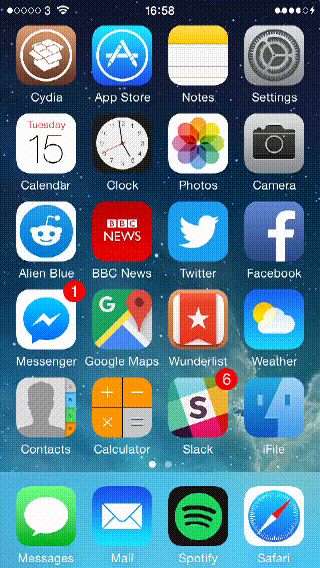 3 16:58
Cydia App Store Notes Settings
Tuesday
15
Calendar Clock Photos Camera
BBC
NEWS
Alien Blue BBC News Twitter Facebook
1
Messenger Google Maps Wunderlist Weather
6
Contacts Calculator Slack iFile
Messages Mail Spotify Safari